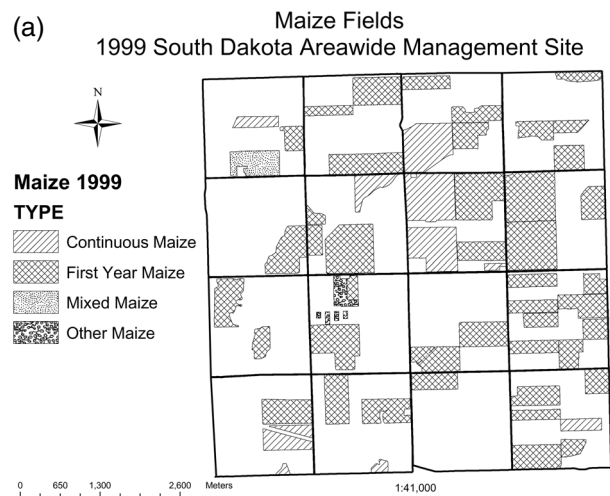 (a)
Maize Fields
1999 South Dakota Areawide Management Site
N
Maize 1999
TYPE
Continuous Maize
First Year Maize
Mixed Maize
Other Maize
0 650 1,300 2,600 Meters
1:41,000